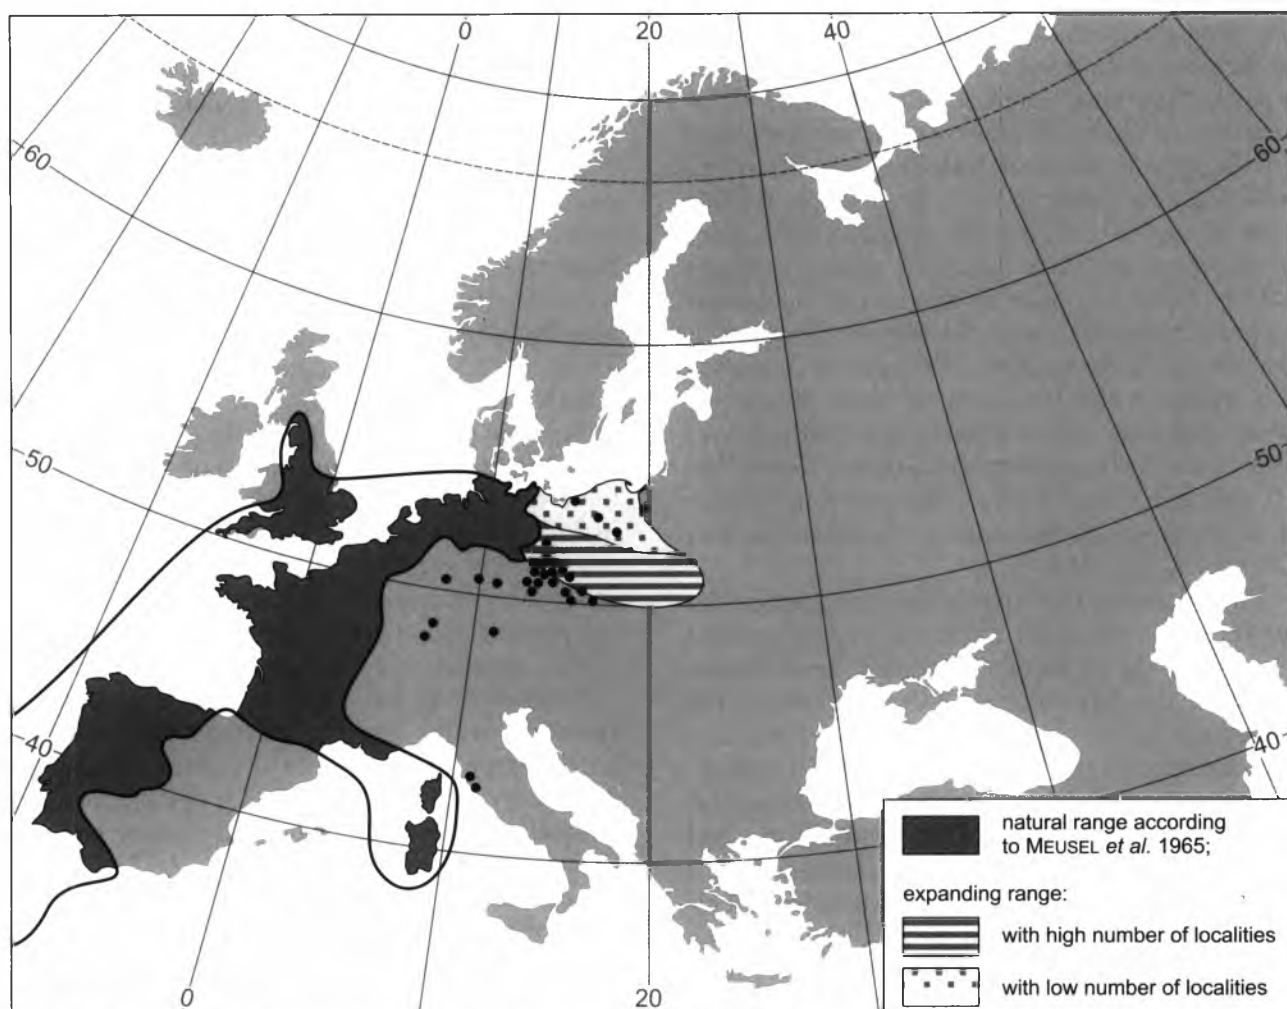 0 20 40
60 60
50 50
40 40
natural range according
to MEUSEL et al. 1965;
expanding range:
with high number of localities
with low number of localities
0 20